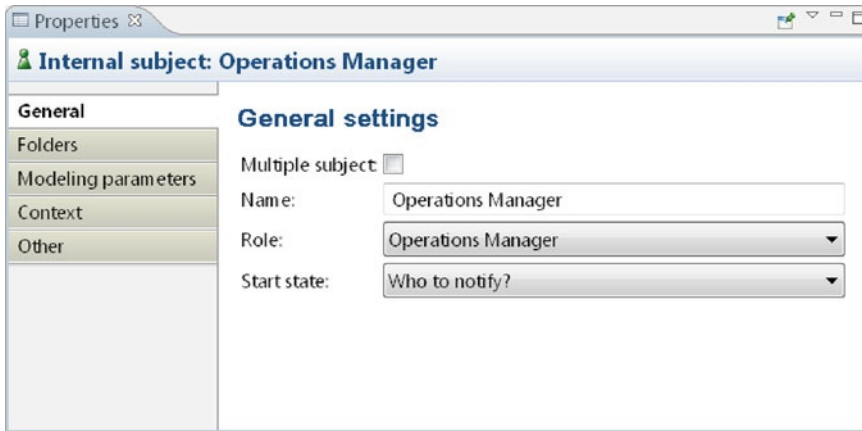 Properties
Internal subject: Operations Manager
General
Folders
Modeling parameters
Context
Other
General settings
Multiple subject:
Name: Operations Manager
Role: Operations Manager
Start state: Who to notify?